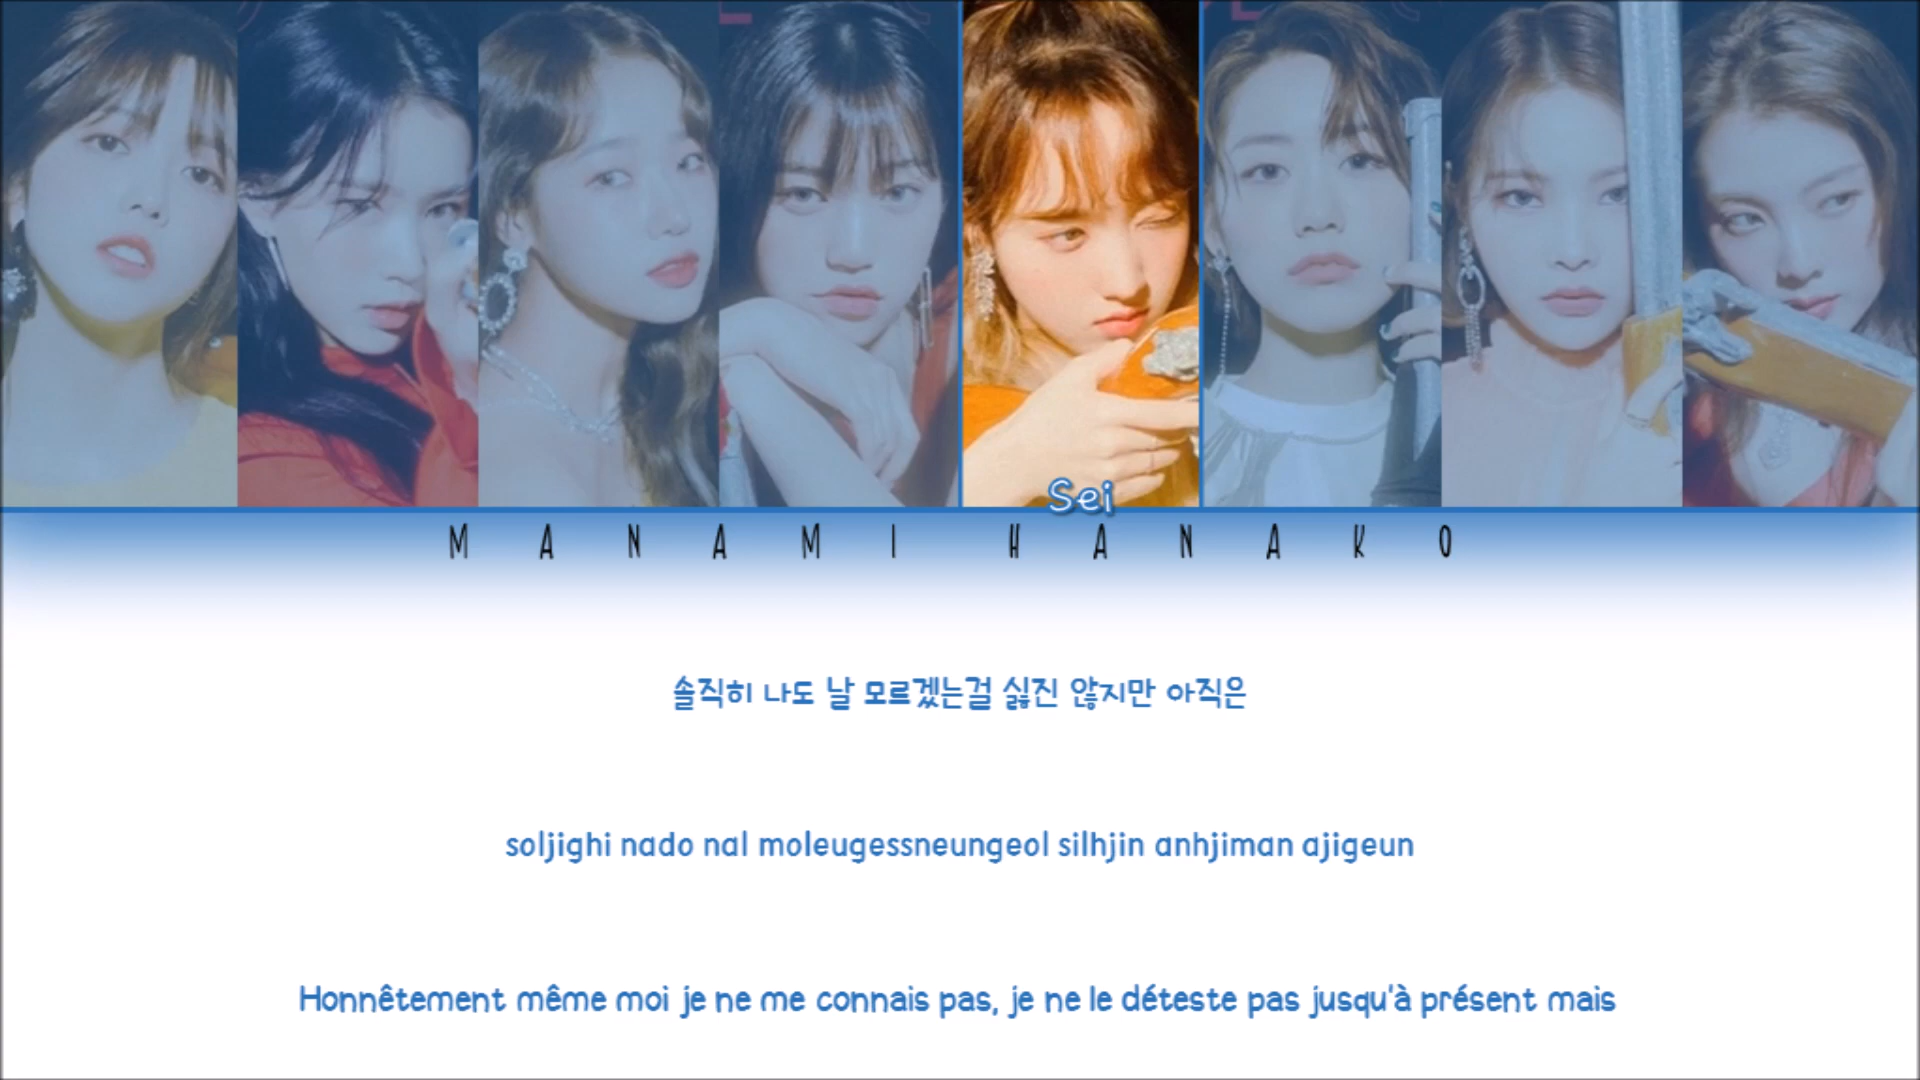 Sei
MANAMI HANAKO
솔직히 나도 날 모르겠는걸 싫진 않지만 아직은
soljighi nado nal moleugessneungeol silhjin anhjiman ajigeun
Honnêtement même moi je ne me connais pas, je ne le déteste pas jusqu'à présent mais